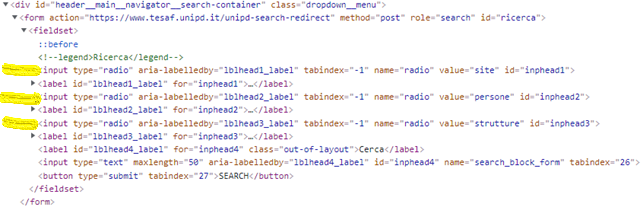 ▼<div id="header__main__navigator__search-container" class="dropdown__menu">
▼<form action="https://www.tesaf.unipd.it/unipd-search-redirect" method="post" role="search" id="ricerca">
▼<fieldset>
::before
<!--legend>Ricerca</legend-->
input type="radio" aria-labelledby="lblhead1_label" tabindex="-1" name="radio" value="site" id="inphead1">
▶<label id="lblhead1_label" for="inphead1">…</label>
input type="radio" aria-labelledby="lblhead2_label" tabindex="-1" name="radio" value="persone" id="inphead2">
▶<label id="lblhead2_label" for="inphead2">…</label>
input type="radio" aria-labelledby="lblhead3_label" tabindex="-1" name="radio" value="strutture" id="inphead3">
▶<label id="lblhead3_label" for="inphead3">…</label>
<label id="lblhead4_label" for="inphead4" class="out-of-layout">Cerca</label>
<input type="text" maxlength="50" aria-labelledby="lblhead4_label" id="inphead4" name="search_block_form" tabindex="26">
<button type="submit" tabindex="27">SEARCH</button>
</fieldset>
</form>